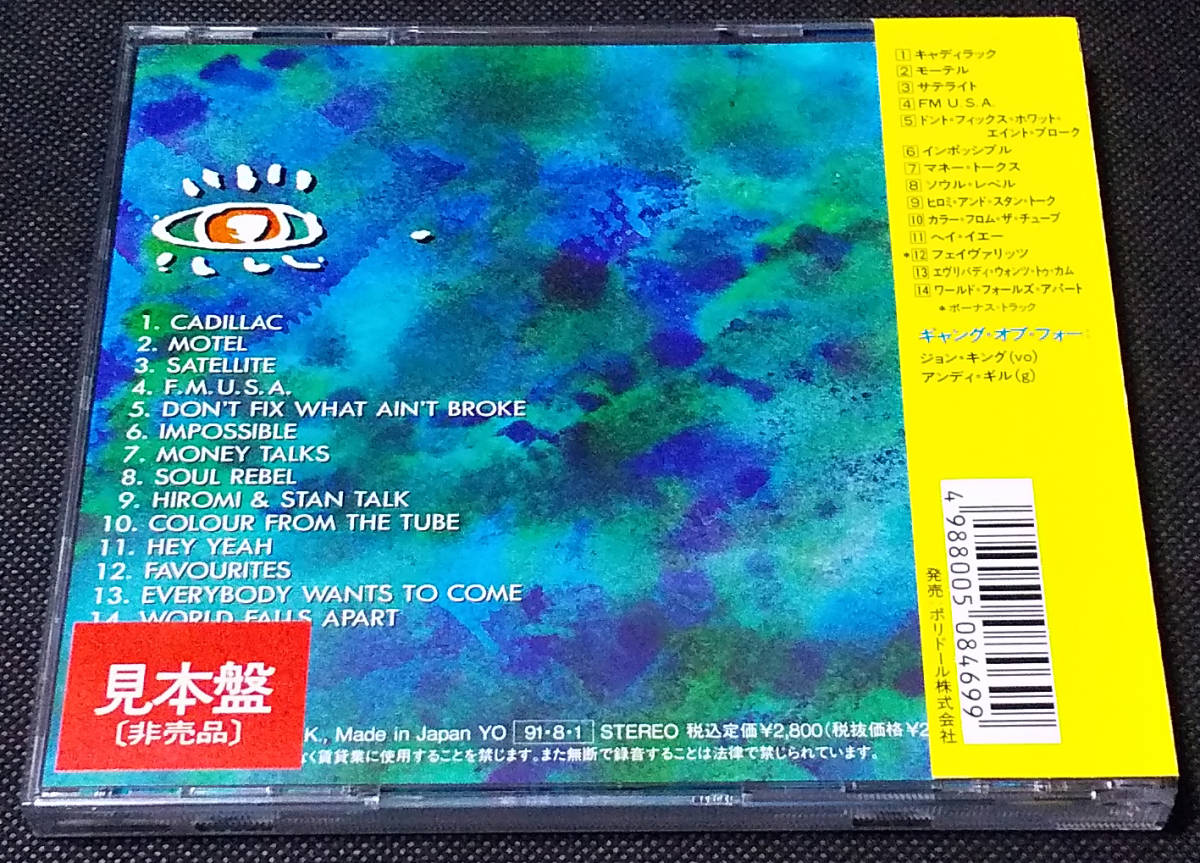 1. CADILLAC
2. MOTEL
3. SATELLITE
4. F.M.U.S.A.
5. DON'T FIX WHAT AIN'T BROKE
6. IMPOSSIBLE
7. MONEY TALKS
8. SOUL REBEL
9. HIROMI & STAN TALK
10. COLOUR FROM THE TUBE
11. HEY YEAH
12. FAVOURITES
13. EVERYBODY WANTS TO COME
14. WORLD FALLS APART
見本盤
〔非売品〕
K., Made in Japan YO 91・8・1 STEREO 税込定価¥2,800(税抜価格¥2
く賃貸業に使用することを禁じます。また無断で録音することは法律で禁じられています。
1 キャディラック
2 モーテル
3 サテライト
4 FM U.S.A.
5 ドント・フィックス・ホワット・
エイント・ブローク
6 インポッシブル
7 マネー・トークス
8 ソウル・レベル
9 ヒロミ・アンド・スタン・トーク
10 カラー・フロム・ザ・チューブ
11 ヘイ・イエー
*12 フェイヴァリッツ
13 エヴリバディ・ウォンツ・トゥ・カム
14 ワールド・フォールズ・アパート
*ボーナス・トラック
ギャング・オブ・フォー:
ジョン・キング(vo)
アンディ・ギル(g)
4988005084699
発売 ポリドール株式会社